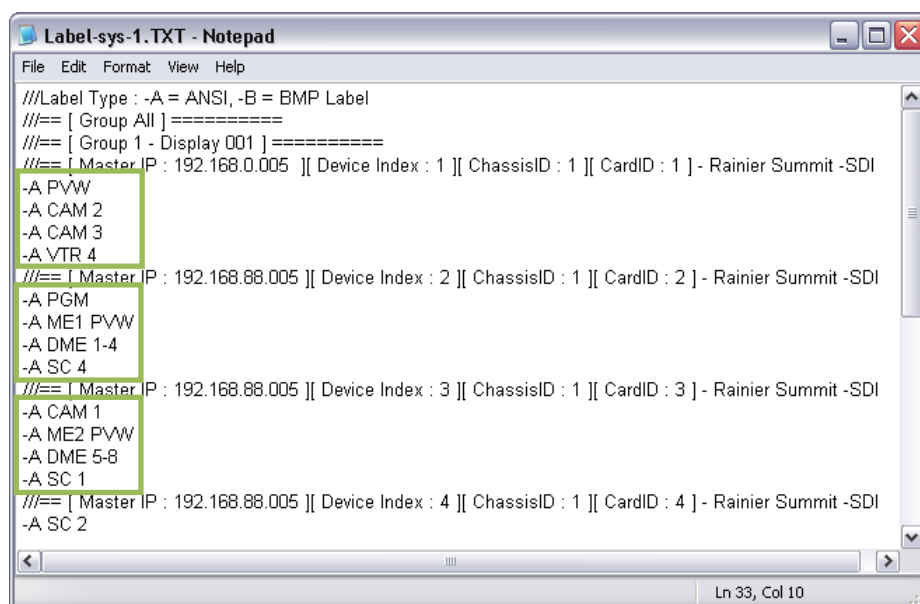 Label-sys-1.TXT - Notepad
File Edit Format View Help
///Label Type : -A = ANSI, -B = BMP Label
///== [ Group All ] ==========
///== [ Group 1 - Display 001 ] ==========
///== [ Master IP : 192.168.0.005 ][ Device Index : 1 ][ ChassisID : 1 ][ CardID : 1 ] - Rainier Summit -SDI
-A PVW
-A CAM 2
-A CAM 3
-A VTR 4
///== [ Master IP : 192.168.88.005 ][ Device Index : 2 ][ ChassisID : 1 ][ CardID : 2 ] - Rainier Summit -SDI
-A PGM
-A ME1 PVW
-A DME 1-4
-A SC 4
///== [ Master IP : 192.168.88.005 ][ Device Index : 3 ][ ChassisID : 1 ][ CardID : 3 ] - Rainier Summit -SDI
-A CAM 1
-A ME2 PVW
-A DME 5-8
-A SC 1
///== [ Master IP : 192.168.88.005 ][ Device Index : 4 ][ ChassisID : 1 ][ CardID : 4 ] - Rainier Summit -SDI
-A SC 2
Ln 33, Col 10